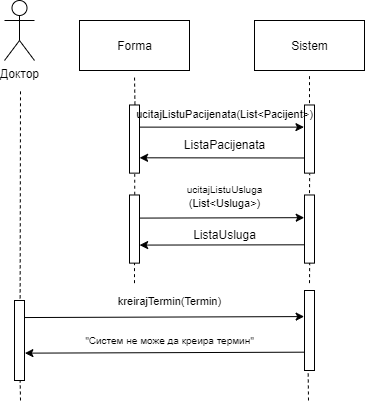 Forma
Sistem
Доктор
ucitajListuPacijenata(List<Pacijent>)
ListaPacijenata
ucitajListuUsluga
(List<Usluga>)
ListaUsluga
kreirajTermin(Termin)
"Систем не може да креира термин"